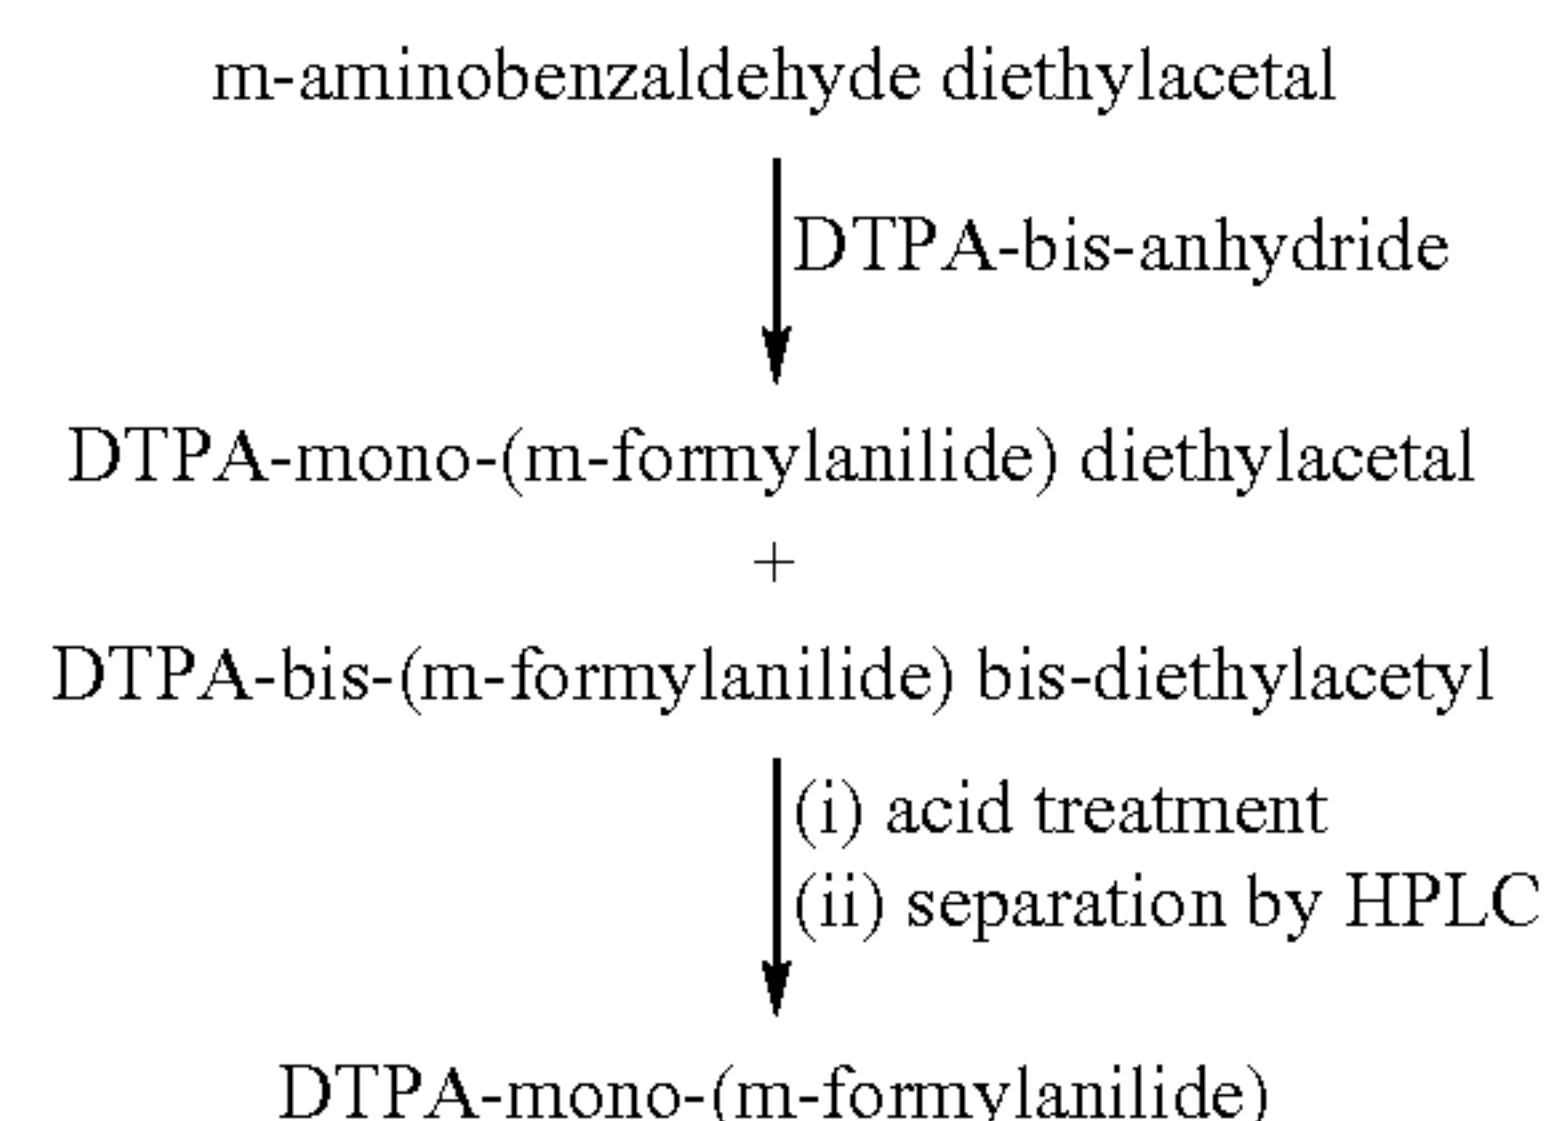 m-aminobenzaldehyde diethylacetal
DTPA-bis-anhydride
DTPA-mono-(m-formylanilide) diethylacetal
+
DTPA-bis-(m-formylanilide) bis-diethylacetyl
(i) acid treatment
(ii) separation by HPLC
DTPA-mono-(m-formylanilide)